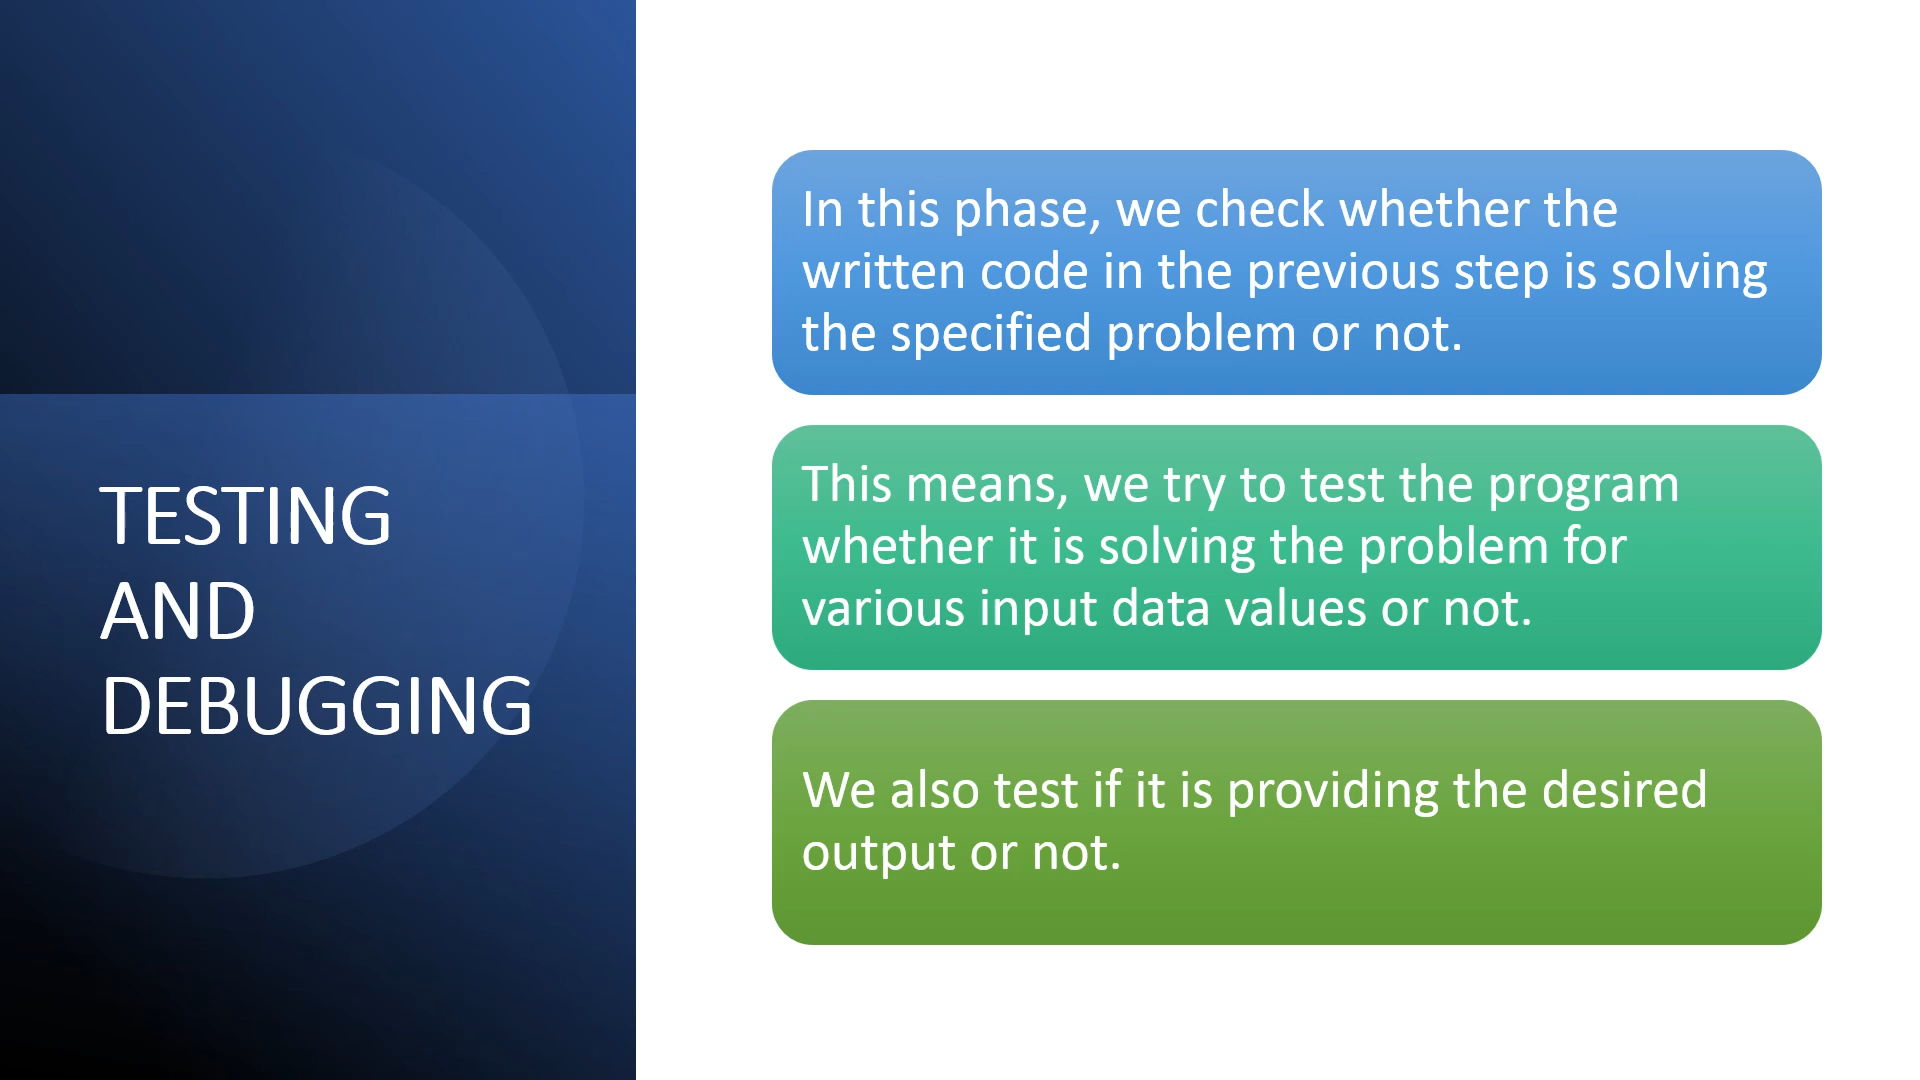 TESTING
AND
DEBUGGING
In this phase, we check whether the
written code in the previous step is solving
the specified problem or not.
This means, we try to test the program
whether it is solving the problem for
various input data values or not.
We also test if it is providing the desired
output or not.